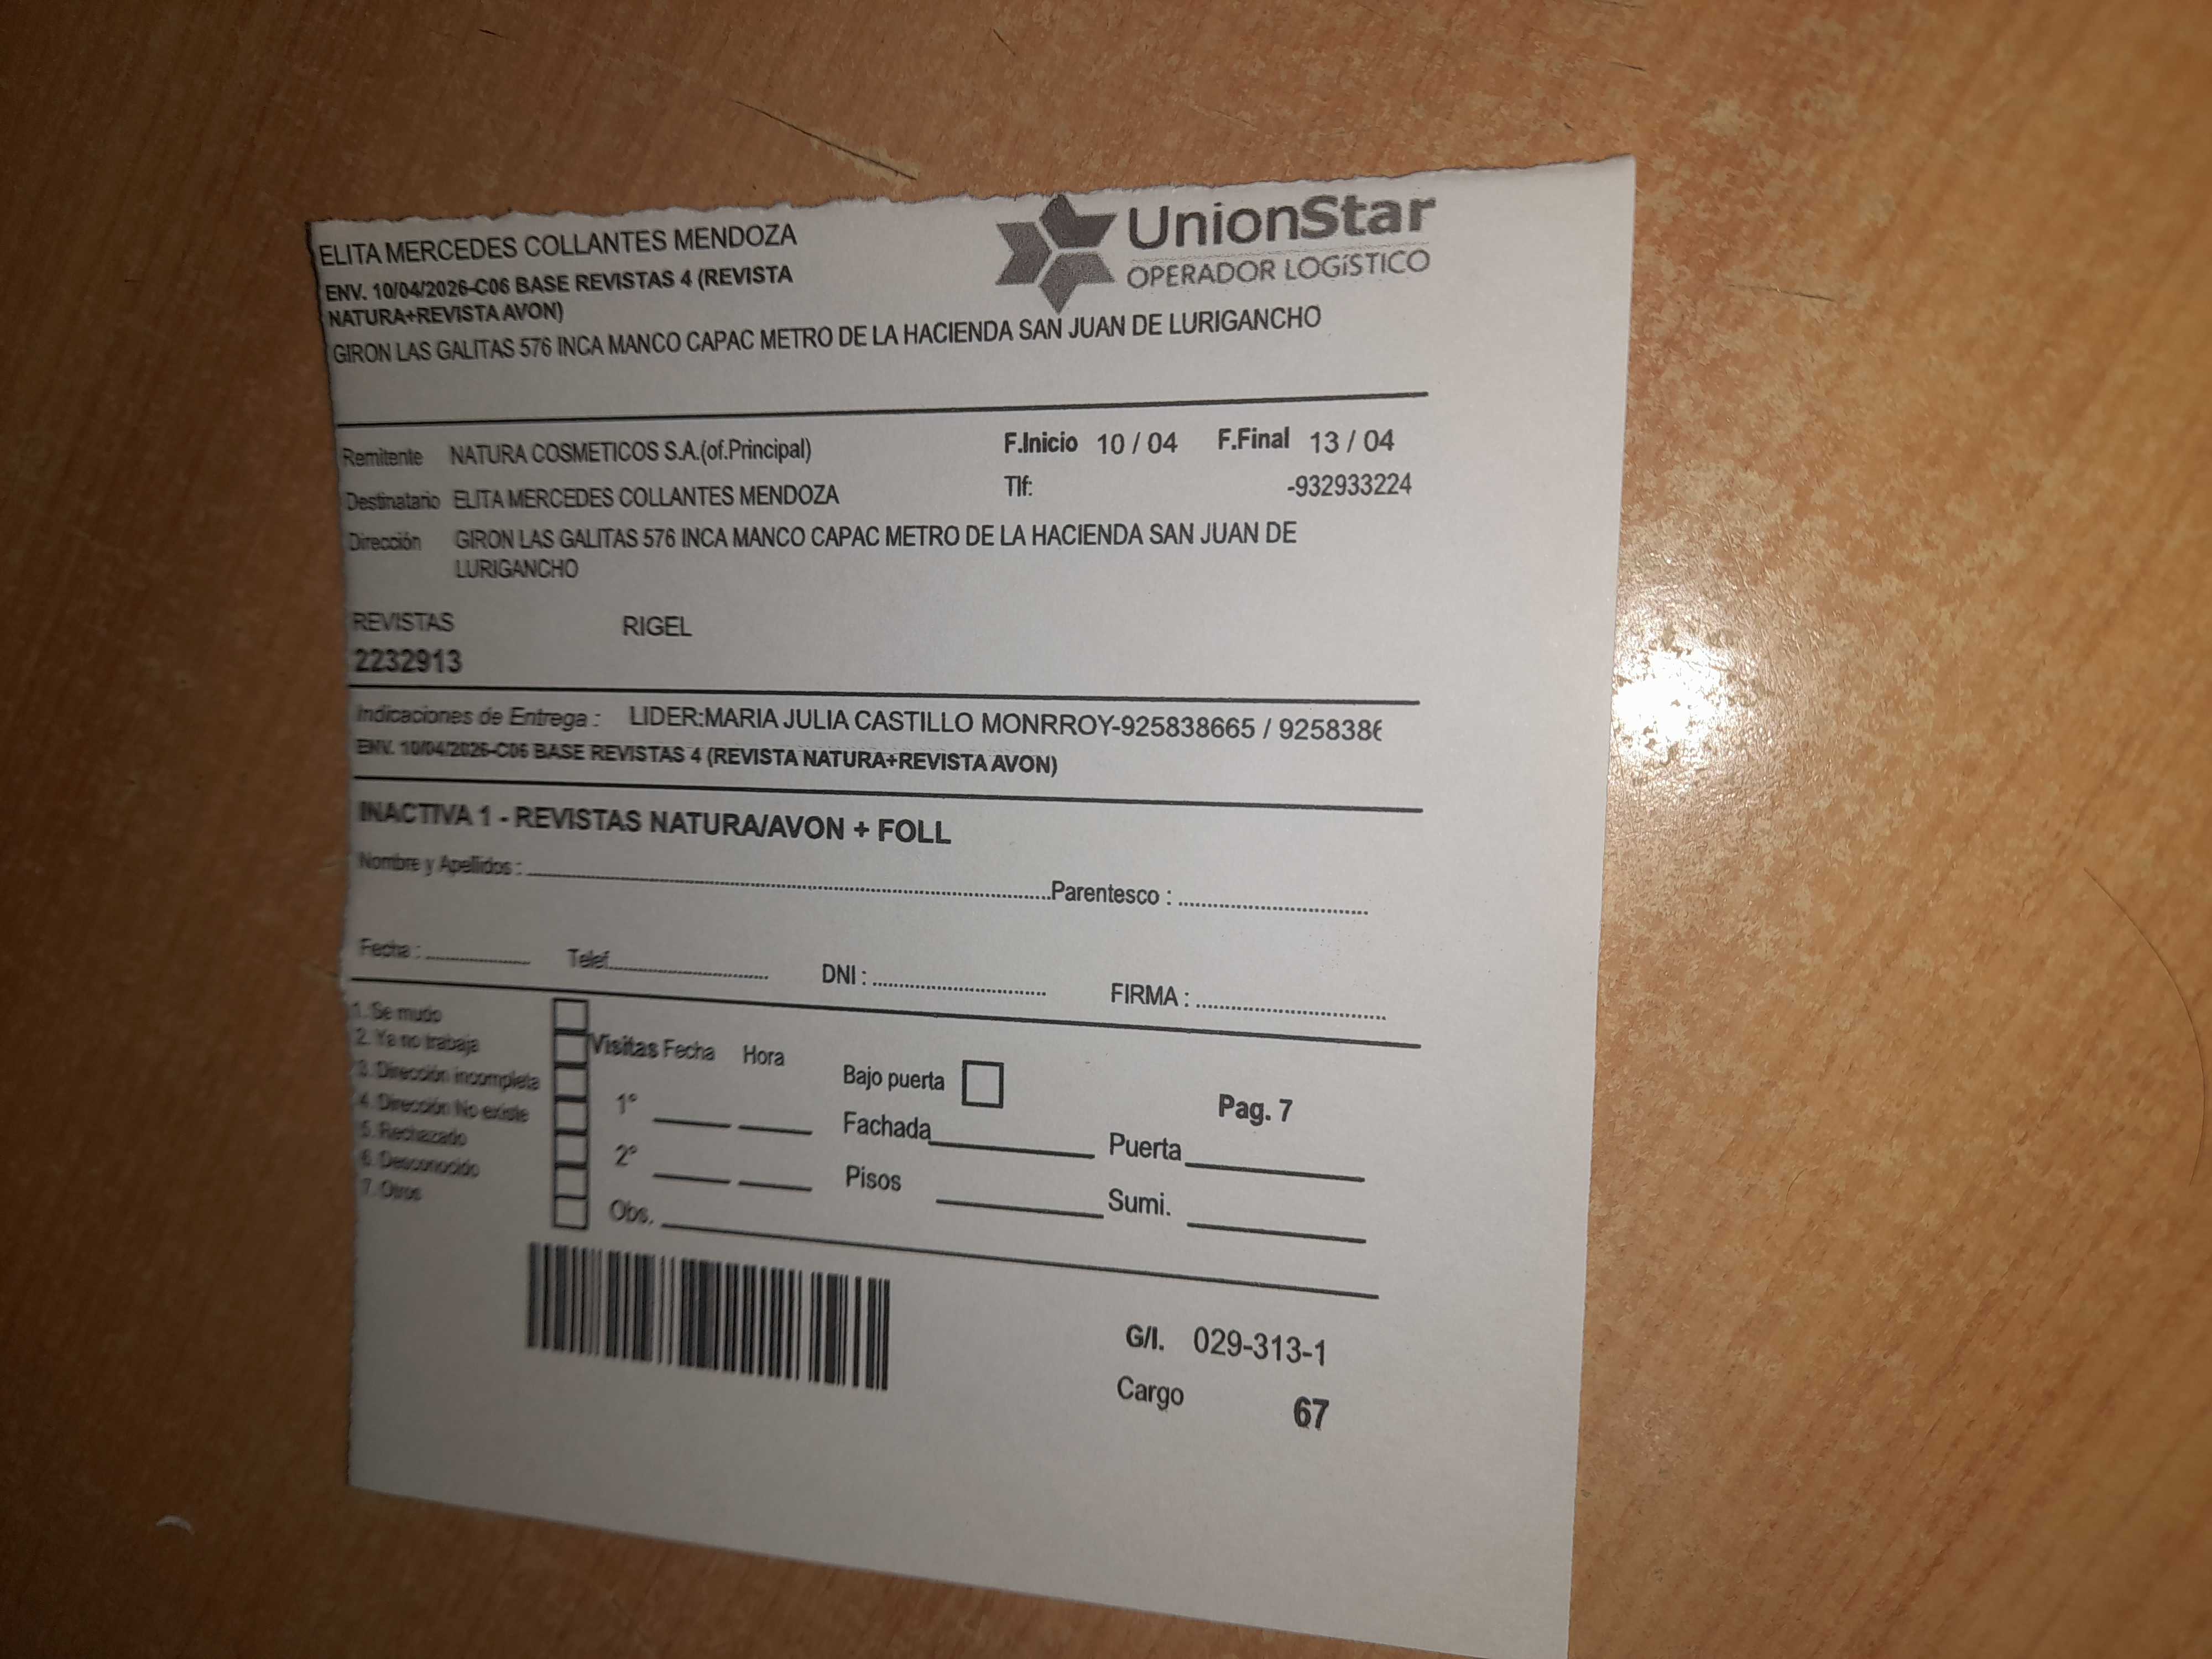 ELITA MERCEDES COLLANTES MENDOZA
UnionStar
OPERADOR LOGíSTICO
ENV. 10/04/2026-C06 BASE REVISTAS 4 (REVISTA
NATURA+REVISTA AVON)
GIRON LAS GALITAS 576 INCA MANCO CAPAC METRO DE LA HACIENDA SAN JUAN DE LURIGANCHO
Remitente NATURA COSMETICOS S.A.(of.Principal) F.Inicio 10 / 04 F.Final 13 / 04
Destinatario ELITA MERCEDES COLLANTES MENDOZA Tlf: -932933224
Dirección GIRON LAS GALITAS 576 INCA MANCO CAPAC METRO DE LA HACIENDA SAN JUAN DE
LURIGANCHO
REVISTAS RIGEL
2232913
Indicaciones de Entrega : LIDER:MARIA JULIA CASTILLO MONRROY-925838665 / 9258386
ENV. 10/04/2026-C06 BASE REVISTAS 4 (REVISTA NATURA+REVISTA AVON)
INACTIVA 1 - REVISTAS NATURA/AVON + FOLL
Nombre y Apellidos : Parentesco :
Fecha : Telef. DNI : FIRMA :
1. Se mudo
2. Ya no trabaja
3. Dirección incompleta
4. Dirección No existe
5. Rechazado
6. Desconocido
7. Otros
Visitas Fecha Hora
1°
2°
Obs.
Bajo puerta
Pag. 7
Fachada Puerta
Pisos Sumi.
G/I. 029-313-1
Cargo 67